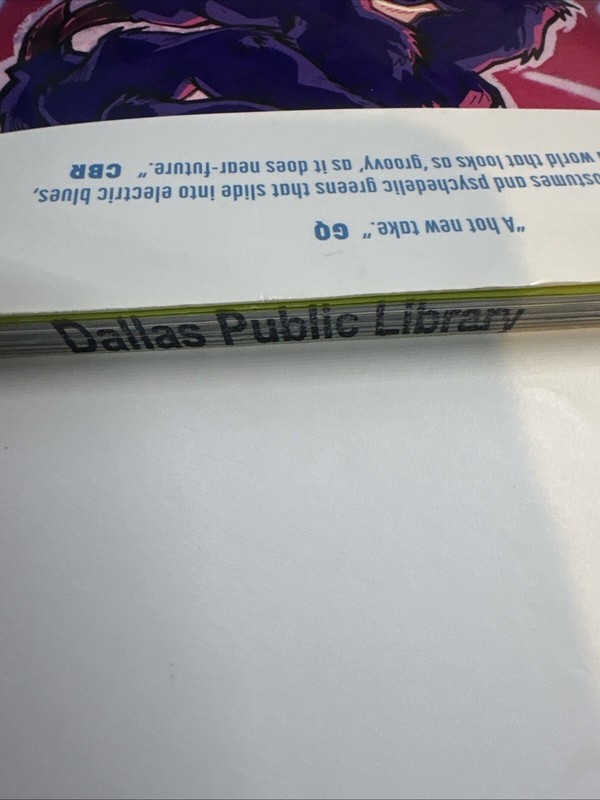 "A hot new take." GQ
ostumes and psychedelic greens that slide into electric blues,
world that looks as 'groovy' as it does near-future." CBR
Dallas Public Library